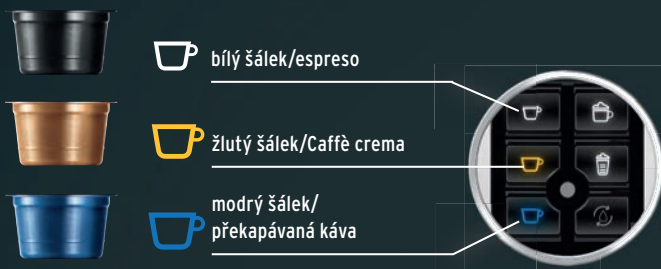 bílý šálek/espreso
žlutý šálek/Caffè crema
modrý šálek/
překapávaná káva